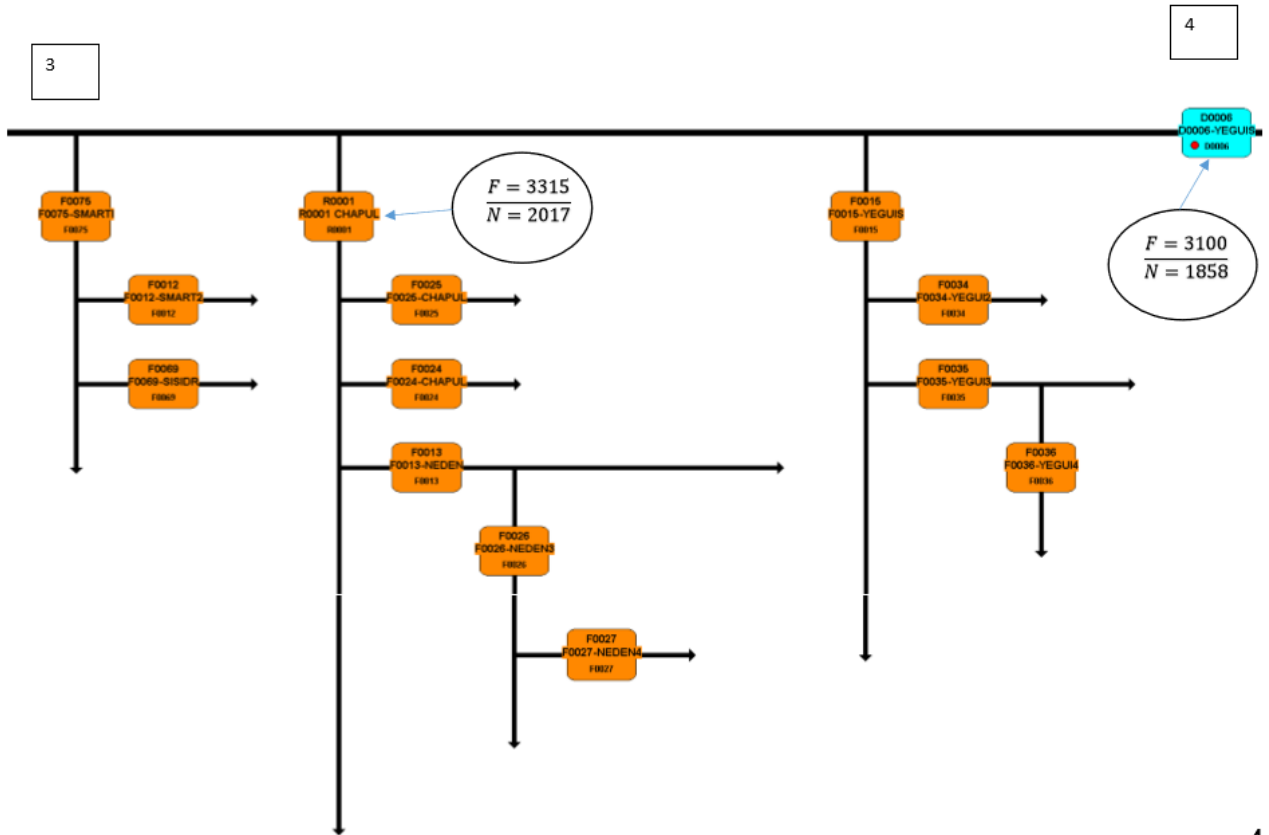 3
4
D0006
D0006-YEGUIS
D0006
F0075
F0075-SMARTI
F0075
R0001
R0001 CHAPUL
R0001
F = 3315
N = 2017
F0015
F0015-YEGUIS
F0015
F = 3100
N = 1858
F0012
F0012-SMART2
F0012
F0025
F0025-CHAPUL
F0025
F0034
F0034-YEGUI2
F0034
F0069
F0069-SISIDR
F0069
F0024
F0024-CHAPUL
F0024
F0035
F0035-YEGUI3
F0035
F0013
F0013-NEDEN
F0013
F0036
F0036-YEGUI4
F0036
F0026
F0026-NEDEN3
F0026
F0027
F0027-NEDEN4
F0027